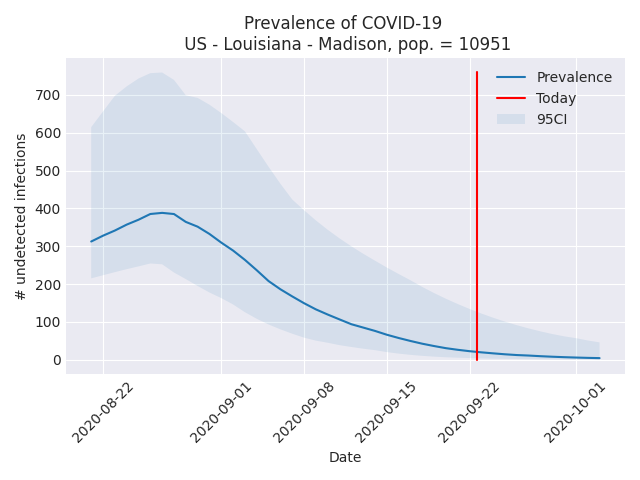 Prevalence of COVID-19
US - Louisiana - Madison, pop. = 10951
Prevalence
Today
95CI
# undetected infections
700
600
500
400
300
200
100
0
2020-08-22
2020-09-01
2020-09-08
2020-09-15
2020-09-22
2020-10-01
Date